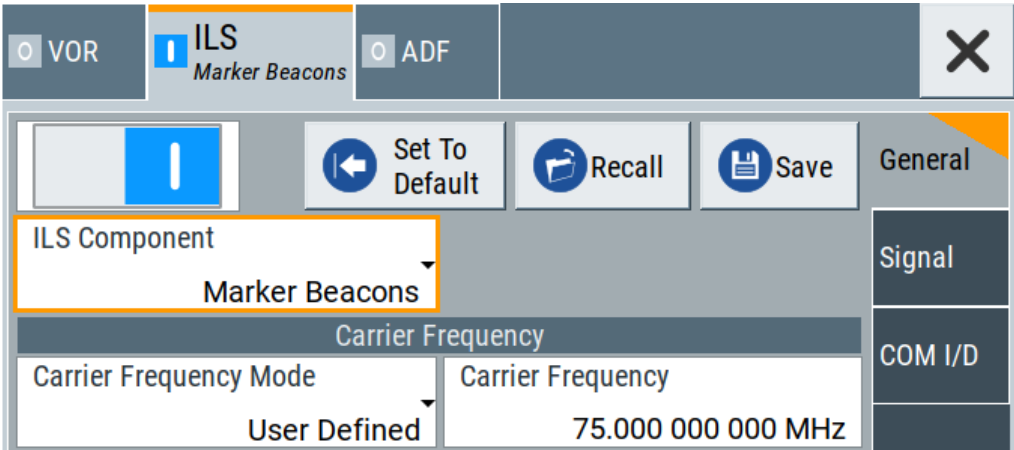 VOR
ILS
Marker Beacons
ADF
Set To
Default
Recall
Save
General
ILS Component
Marker Beacons
Signal
Carrier Frequency
COM I/D
Carrier Frequency Mode
Carrier Frequency
User Defined
75.000 000 000 MHz